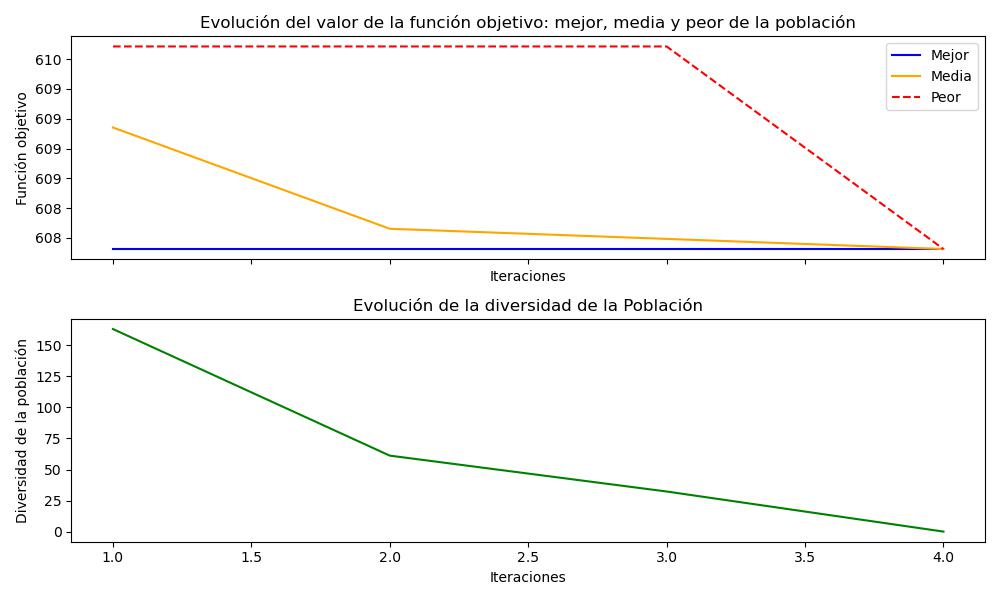 Evolución del valor de la función objetivo: mejor, media y peor de la población
Función objetivo
610
609
609
609
609
608
608
Mejor
Media
Peor
Iteraciones
Evolución de la diversidad de la Población
Diversidad de la población
150
125
100
75
50
25
0
1.0 1.5 2.0 2.5 3.0 3.5 4.0
Iteraciones